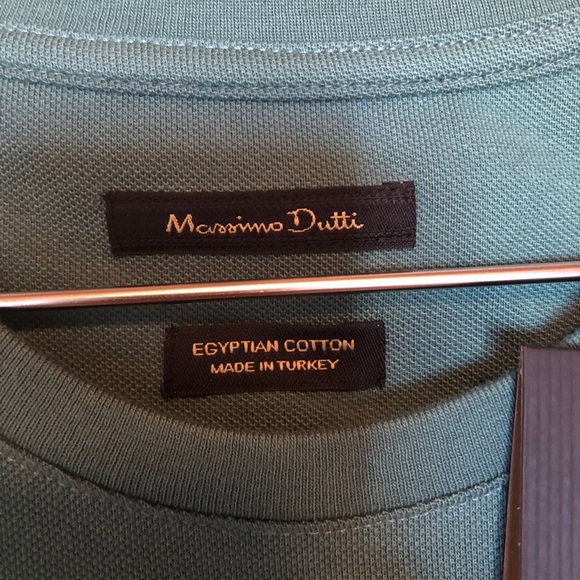 Massimo Dutti
EGYPTIAN COTTON
MADE IN TURKEY